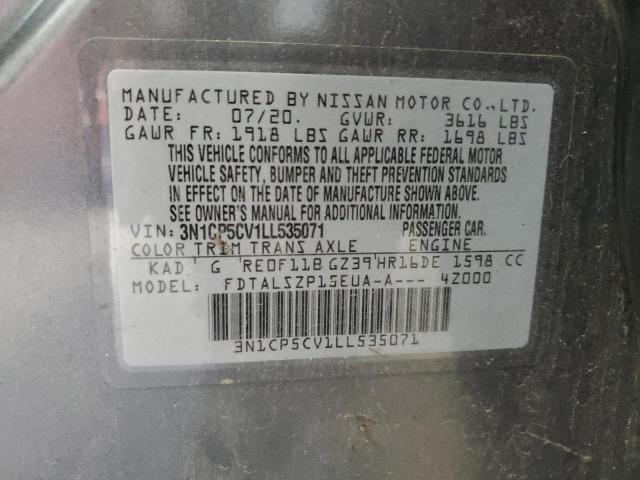 MANUFACTURED BY NISSAN MOTOR CO.,LTD.
DATE: 07/20. GVWR: 3616 LBS
GAWR FR: 1918 LBS GAWR RR: 1698 LBS
THIS VEHICLE CONFORMS TO ALL APPLICABLE FEDERAL MOTOR
VEHICLE SAFETY, BUMPER AND THEFT PREVENTION STANDARDS
IN EFFECT ON THE DATE OF MANUFACTURE SHOWN ABOVE.
SEE OWNER'S MANUAL FOR ADDITIONAL INFORMATION.
VIN: 3N1CP5CV1LL535071 PASSENGER CAR.
COLOR TRIM TRANS AXLE ENGINE
KAD G RE0F11B GZ39 HR16DE 1598 CC
MODEL: FDTALSZP15EUA-A--- 4Z000
3N1CP5CV1LL535071